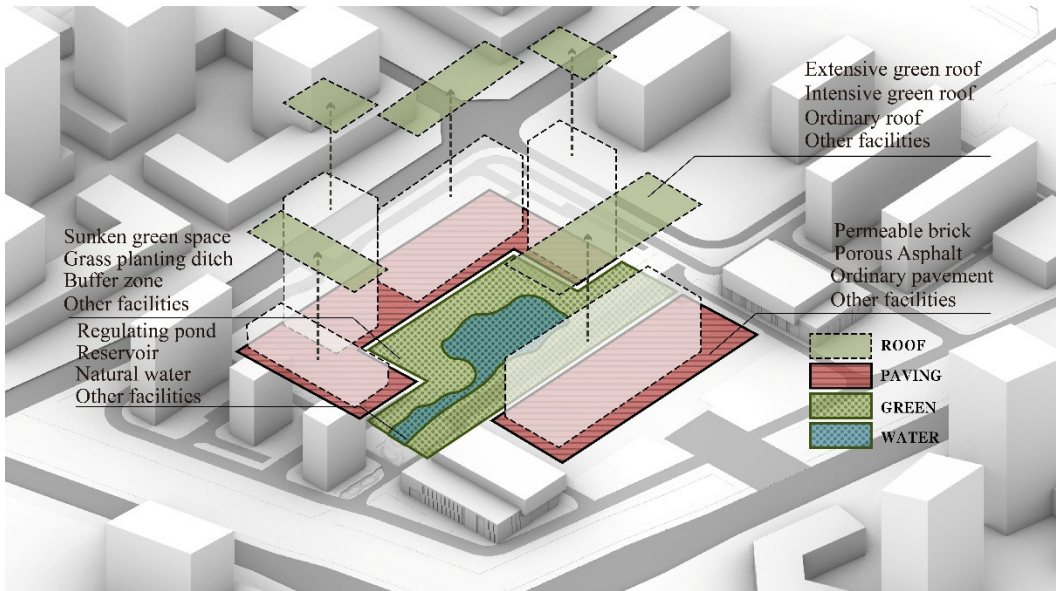 Extensive green roof
Intensive green roof
Ordinary roof
Other facilities
Sunken green space
Grass planting ditch
Buffer zone
Other facilities
Regulating pond
Reservoir
Natural water
Other facilities
Permeable brick
Porous Asphalt
Ordinary pavement
Other facilities
ROOF
PAVING
GREEN
WATER